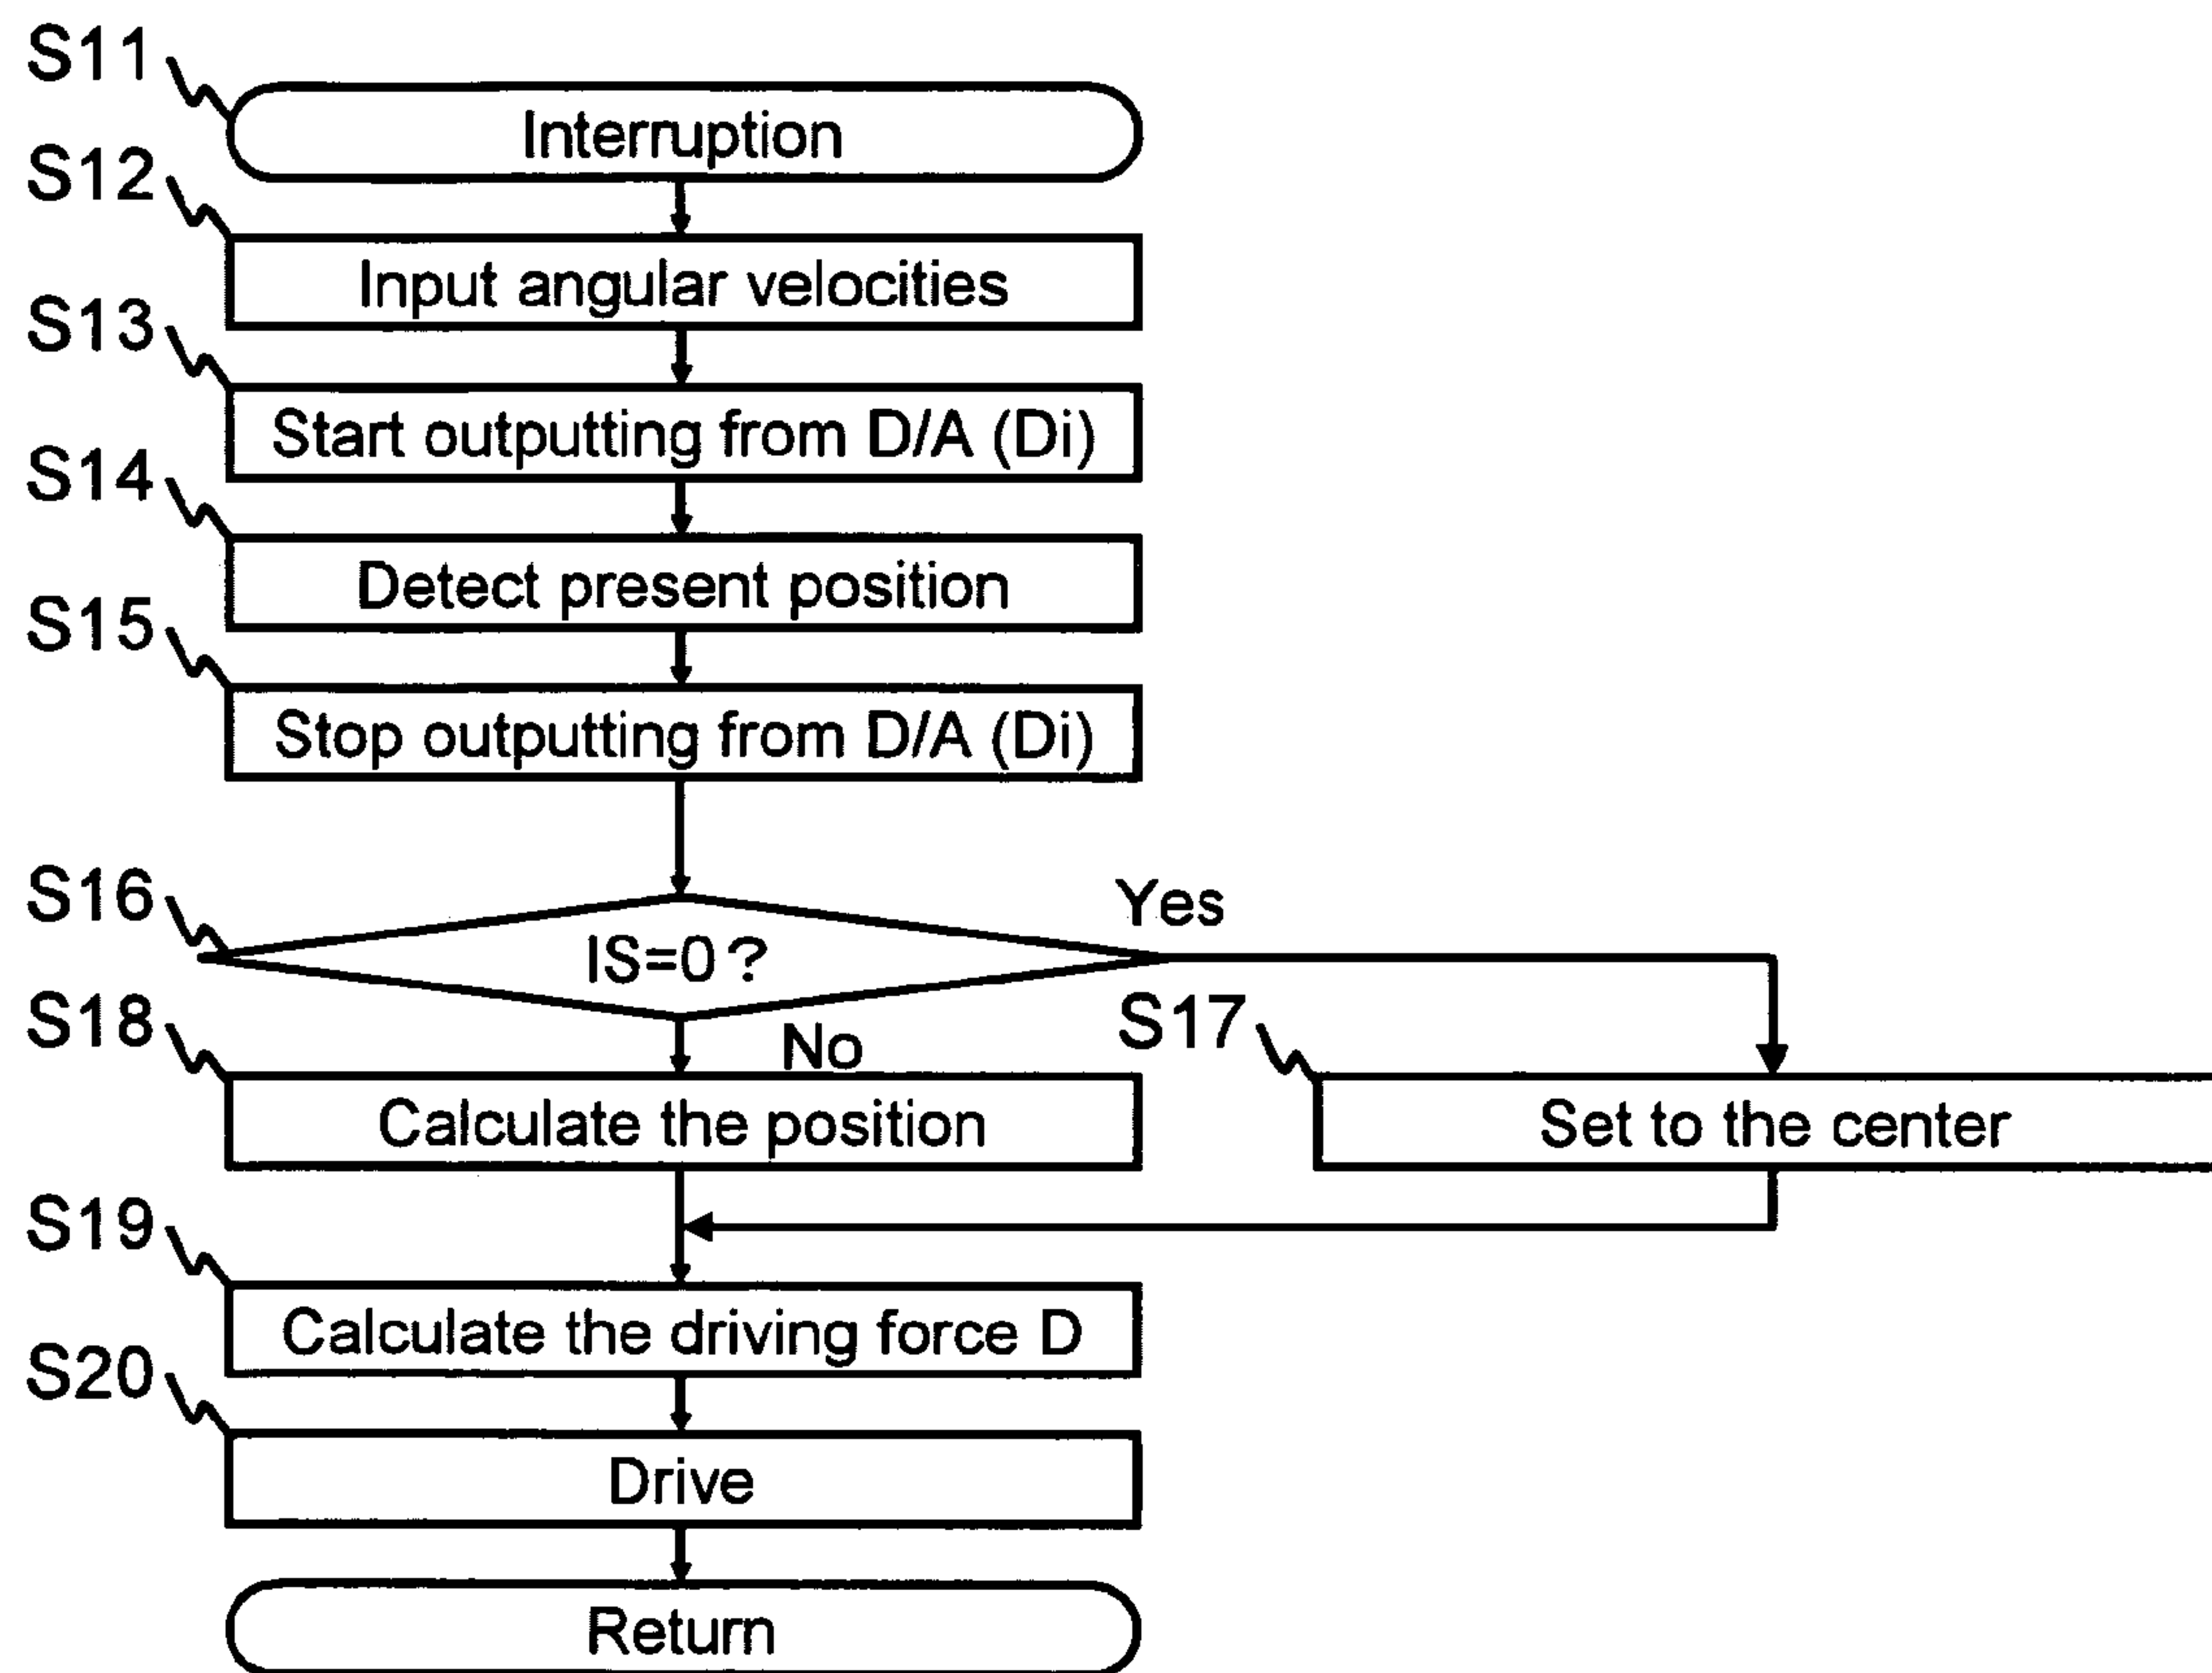 S11
Interruption
S12
Input angular velocities
S13
Start outputting from D/A (Di)
S14
Detect present position
S15
Stop outputting from D/A (Di)
S16
IS=0?
Yes
No
S18
Calculate the position
S17
Set to the center
S19
Calculate the driving force D
S20
Drive
Return